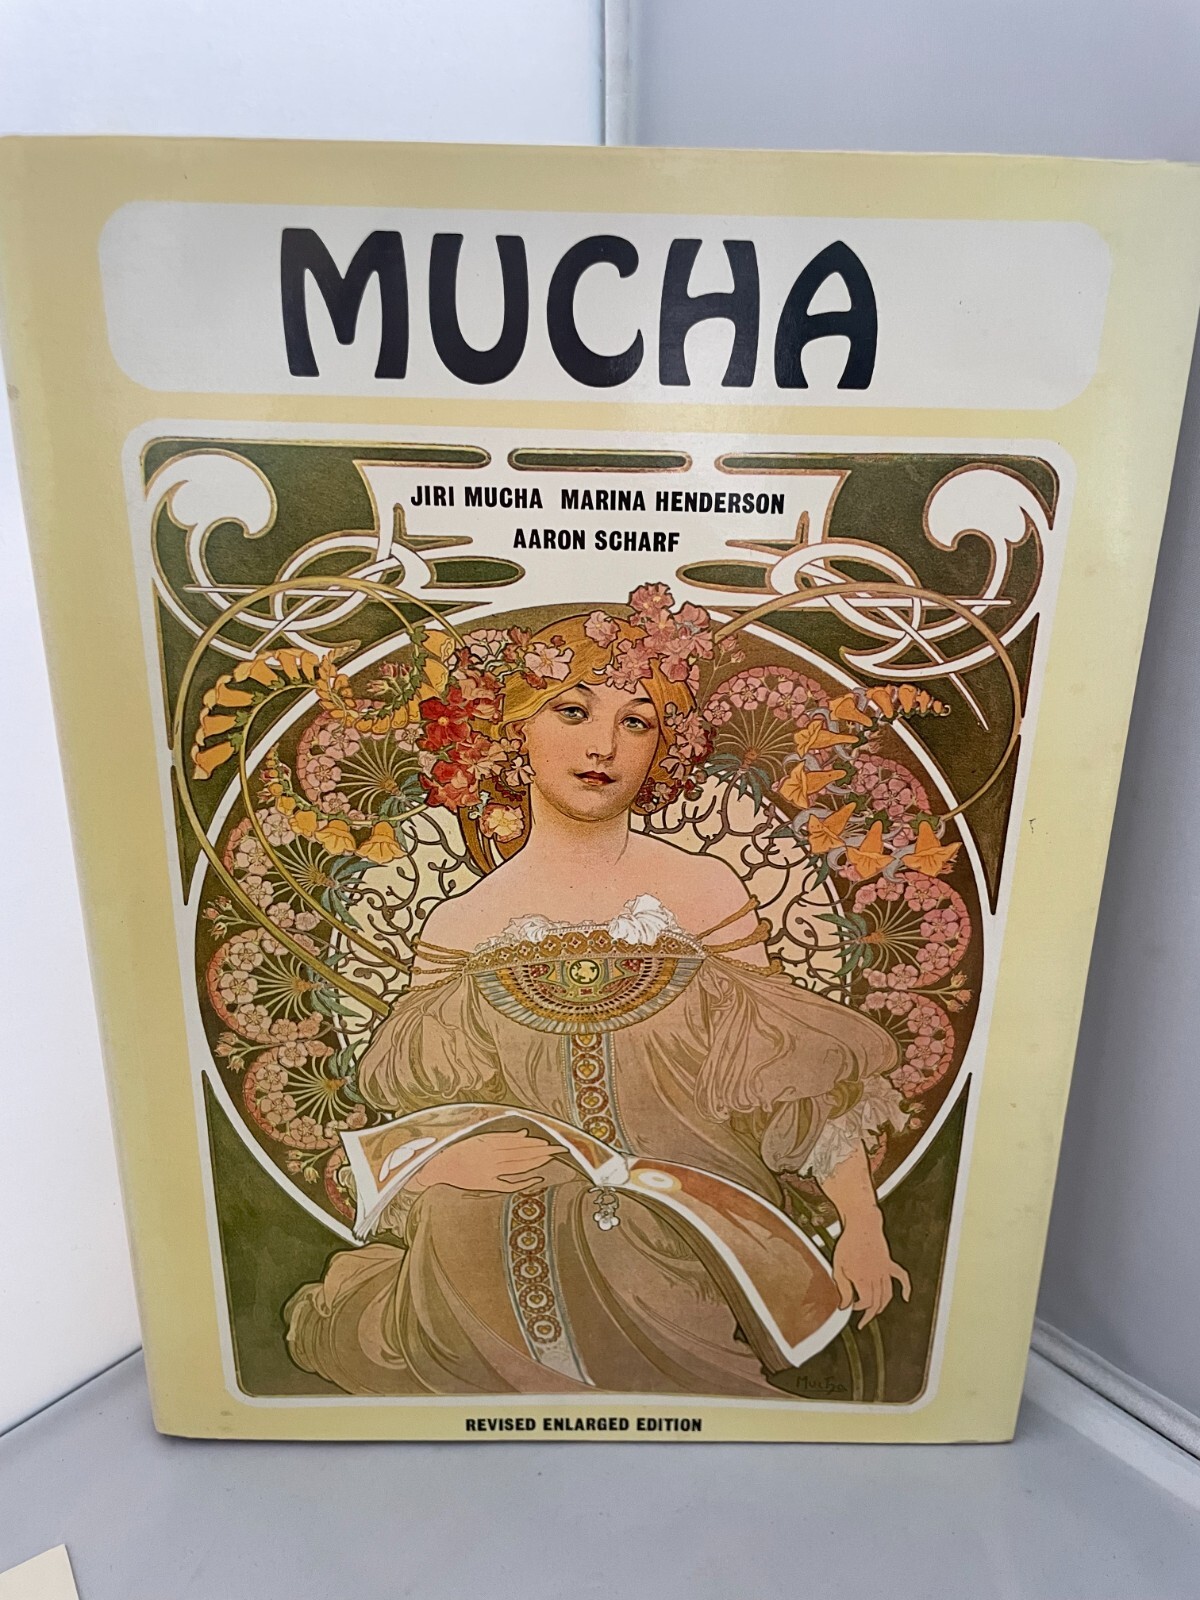 MUCHA
JIRI MUCHA MARINA HENDERSON
AARON SCHARF
Mucha
REVISED ENLARGED EDITION